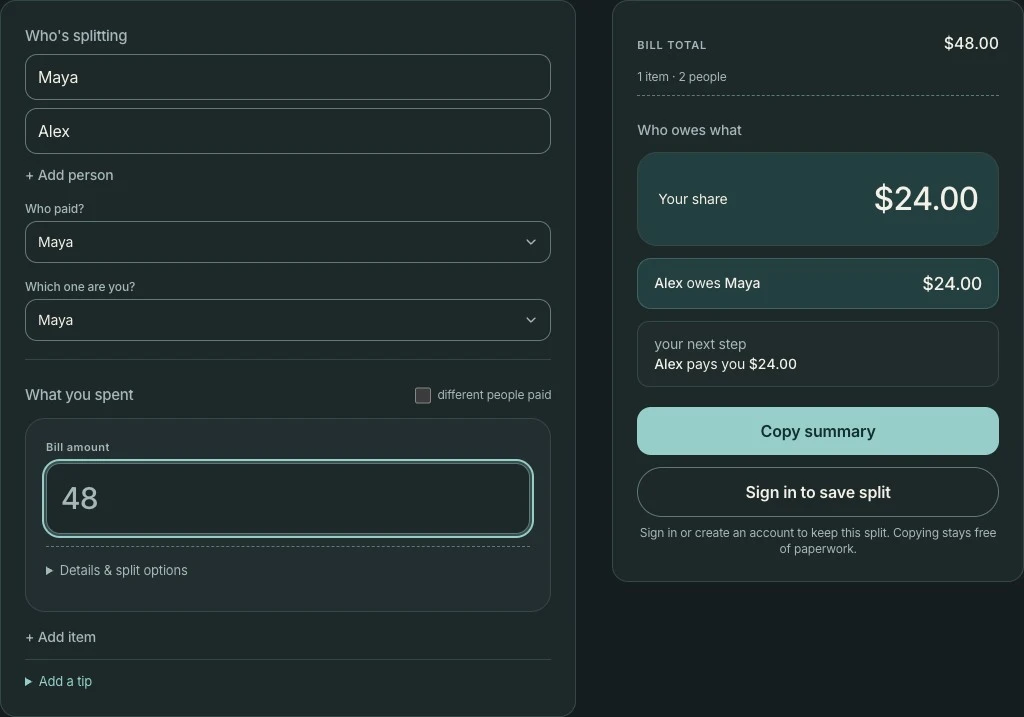 Who's splitting
Maya
Alex
+ Add person
Who paid?
Maya
Which one are you?
Maya
What you spent
different people paid
Bill amount
48
Details & split options
+ Add item
Add a tip
BILL TOTAL
$48.00
1 item · 2 people
Who owes what
Your share
$24.00
Alex owes Maya
$24.00
your next step
Alex pays you $24.00
Copy summary
Sign in to save split
Sign in or create an account to keep this split. Copying stays free
of paperwork.